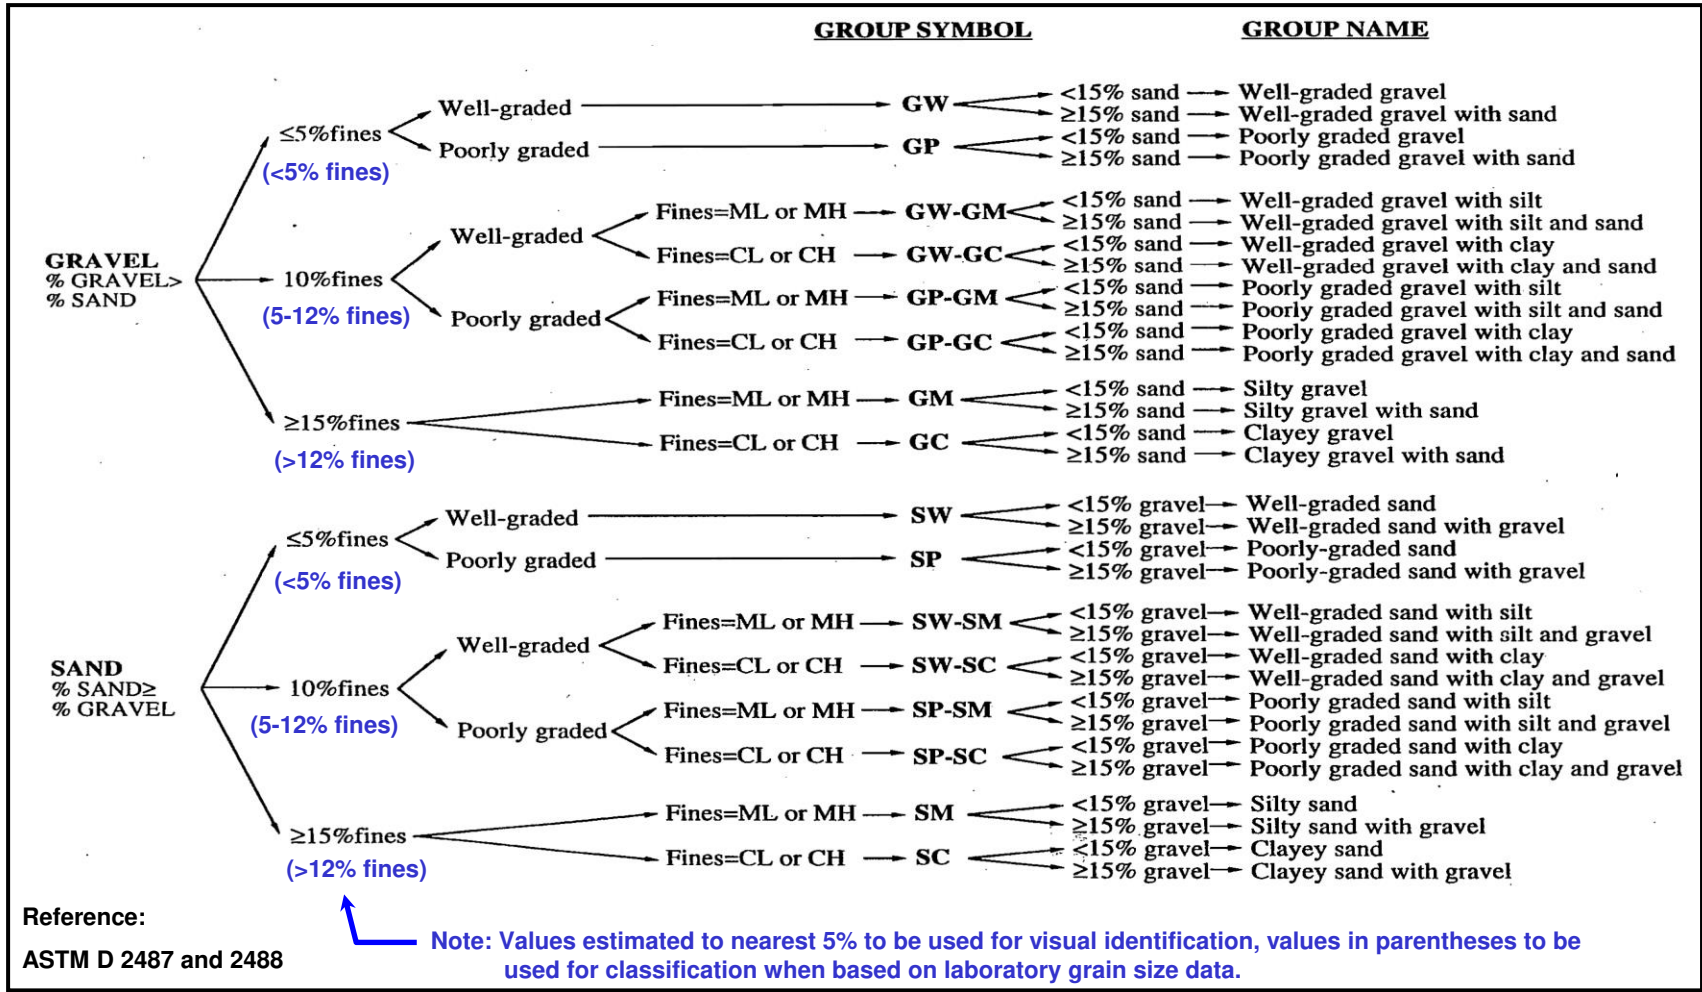 GROUP SYMBOL GROUP NAME
<15% sand Well-graded gravel
Well-graded GW
≥15% sand Well-graded gravel with sand
≤5%fines
<15% sand Poorly graded gravel
Poorly graded GP
≥15% sand Poorly graded gravel with sand
(<5% fines)
<15% sand Well-graded gravel with silt
Fines=ML or MH GW-GM
≥15% sand Well-graded gravel with silt and sand
Well-graded
<15% sand Well-graded gravel with clay
Fines=CL or CH GW-GC
≥15% sand Well-graded gravel with clay and sand
GRAVEL
% GRAVEL>
% SAND
10%fines
(5-12% fines)
<15% sand Poorly graded gravel with silt
Fines=ML or MH GP-GM
≥15% sand Poorly graded gravel with silt and sand
Poorly graded
<15% sand Poorly graded gravel with clay
Fines=CL or CH GP-GC
≥15% sand Poorly graded gravel with clay and sand
<15% sand Silty gravel
Fines=ML or MH GM
≥15% sand Silty gravel with sand
≥15%fines
(>12% fines)
<15% sand Clayey gravel
Fines=CL or CH GC
≥15% sand Clayey gravel with sand
<15% gravel Well-graded sand
Well-graded SW
≥15% gravel Well-graded sand with gravel
≤5%fines
<15% gravel Poorly-graded sand
Poorly graded SP
≥15% gravel Poorly-graded sand with gravel
(<5% fines)
<15% gravel Well-graded sand with silt
Fines=ML or MH SW-SM
≥15% gravel Well-graded sand with silt and gravel
Well-graded
<15% gravel Well-graded sand with clay
Fines=CL or CH SW-SC
≥15% gravel Well-graded sand with clay and gravel
SAND
% SAND≥
% GRAVEL
10%fines
(5-12% fines)
<15% gravel Poorly graded sand with silt
Fines=ML or MH SP-SM
≥15% gravel Poorly graded sand with silt and gravel
Poorly graded
<15% gravel Poorly graded sand with clay
Fines=CL or CH SP-SC
≥15% gravel Poorly graded sand with clay and gravel
<15% gravel Silty sand
Fines=ML or MH SM
≥15% gravel Silty sand with gravel
≥15%fines
(>12% fines)
<15% gravel Clayey sand
Fines=CL or CH SC
≥15% gravel Clayey sand with gravel
Reference:
ASTM D 2487 and 2488
Note: Values estimated to nearest 5% to be used for visual identification, values in parentheses to be
used for classification when based on laboratory grain size data.